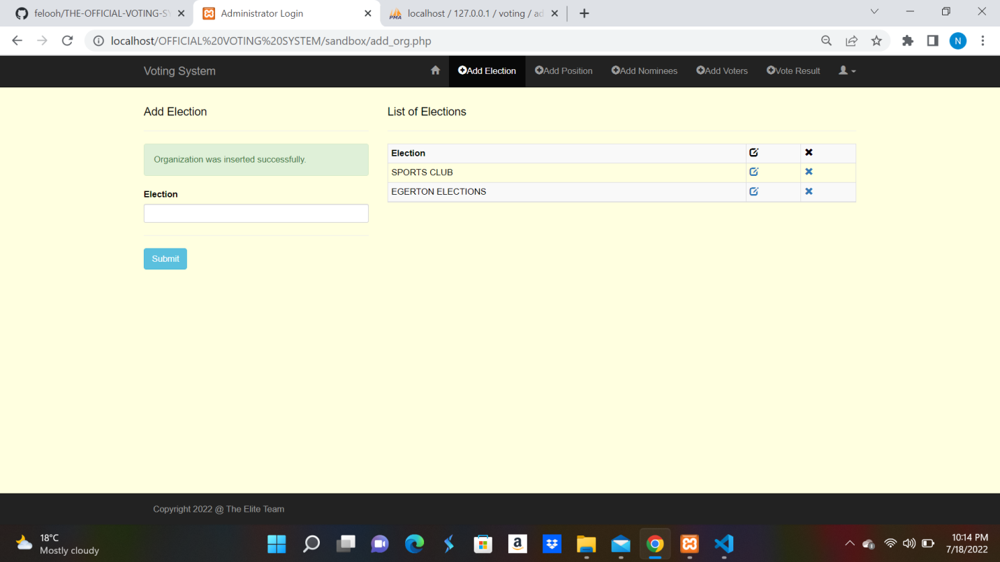 felooh/THE-OFFICIAL-VOTING-SY
Administrator Login
localhost / 127.0.0.1 / voting / ad
localhost/OFFICIAL%20VOTING%20SYSTEM/sandbox/add_org.php
N
Voting System
Add Election
Add Position
Add Nominees
Add Voters
Vote Result
Add Election
List of Elections
Organization was inserted successfully.
Election
Submit
Election
SPORTS CLUB
EGERTON ELECTIONS
Copyright 2022 @ The Elite Team
18°C
Mostly cloudy
10:14 PM
7/18/2022